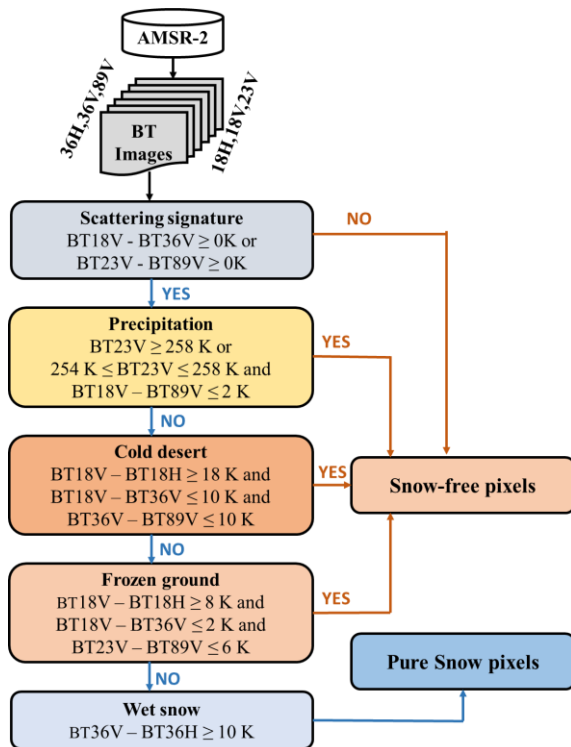 AMSR-2
36H,36V,89V
BT
Images
18H,18V,23V
Scattering signature
BT18V - BT36V ≥ 0K or
BT23V - BT89V ≥ 0K
NO
YES
Precipitation
BT23V ≥ 258 K or
254 K ≤ BT23V ≤ 258 K and
BT18V – BT89V ≤ 2 K
YES
NO
Cold desert
BT18V – BT18H ≥ 18 K and
BT18V – BT36V ≤ 10 K and
BT36V – BT89V ≤ 10 K
YES
Snow-free pixels
NO
Frozen ground
BT18V – BT18H ≥ 8 K and
BT18V – BT36V ≤ 2 K and
BT23V – BT89V ≤ 6 K
YES
Pure Snow pixels
NO
Wet snow
BT36V – BT36H ≥ 10 K